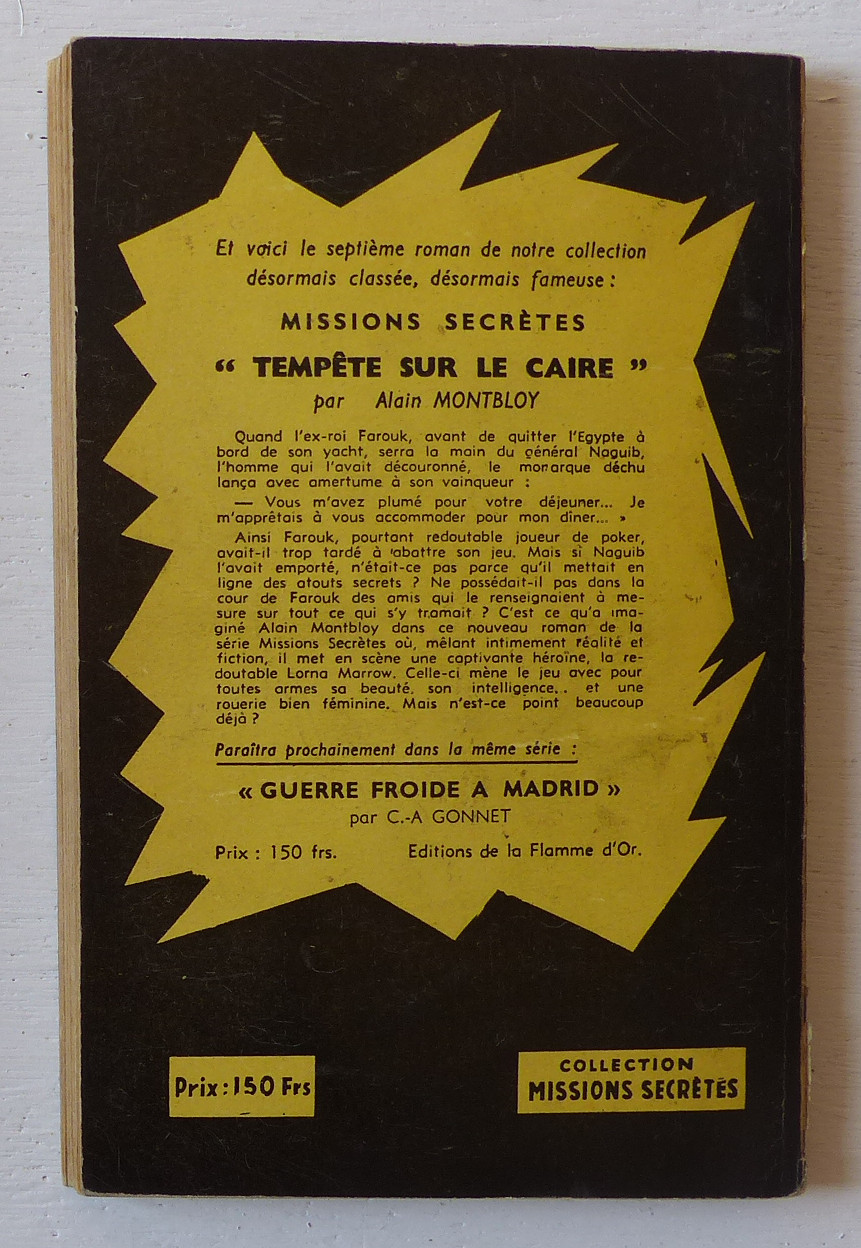 Et voici le septième roman de notre collection
désormais classée, désormais fameuse :
MISSIONS SECRÈTES
“ TEMPÊTE SUR LE CAIRE ”
par Alain MONTBLOY
Quand l'ex-roi Farouk, avant de quitter l'Egypte à
bord de son yacht, serra la main du général Naguib,
l'homme qui l'avait découronné, le monarque déchu
lança avec amertume à son vainqueur :
— Vous m'avez plumé pour votre déjeuner... Je
m'apprêtais à vous accommoder pour mon dîner... »
Ainsi Farouk, pourtant redoutable joueur de poker,
avait-il trop tardé à abattre son jeu. Mais si Naguib
l'avait emporté, n'était-ce pas parce qu'il mettait en
ligne des atouts secrets ? Ne possédait-il pas dans la
cour de Farouk des amis qui le renseignaient à me-
sure sur tout ce qui s'y tramait ? C'est ce qu'a ima-
giné Alain Montbloy dans ce nouveau roman de la
série Missions Secrètes où, mêlant intimement réalité et
fiction, il met en scène une captivante héroïne, la re-
doutable Lorna Marrow. Celle-ci mène le jeu avec pour
toutes armes sa beauté, son intelligence.. et une
rouerie bien féminine. Mais n'est-ce point beaucoup
déjà ?
Paraîtra prochainement dans la même série :
« GUERRE FROIDE A MADRID »
par C.-A GONNET
Prix : 150 frs. Editions de la Flamme d'Or.
Prix : 150 Frs
COLLECTION
MISSIONS SECRÈTES